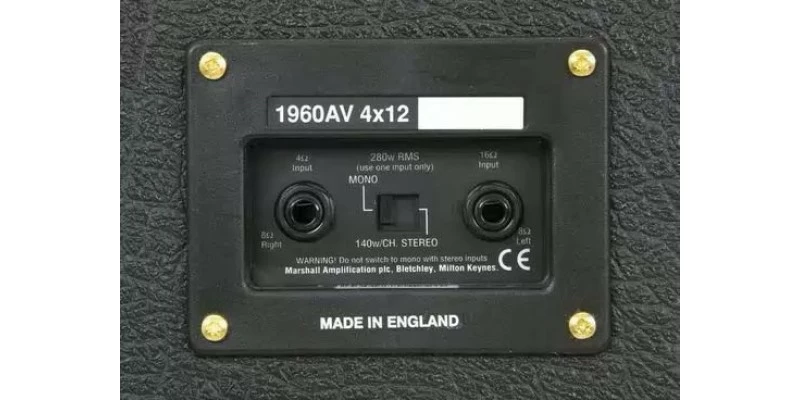 1960AV 4x12
4Ω Input
280w RMS
(use one input only)
16Ω Input
MONO
8Ω Right
140w/CH. STEREO
8Ω Left
WARNING! Do not switch to mono with stereo inputs
Marshall Amplification plc, Bletchley, Milton Keynes.
CE
MADE IN ENGLAND